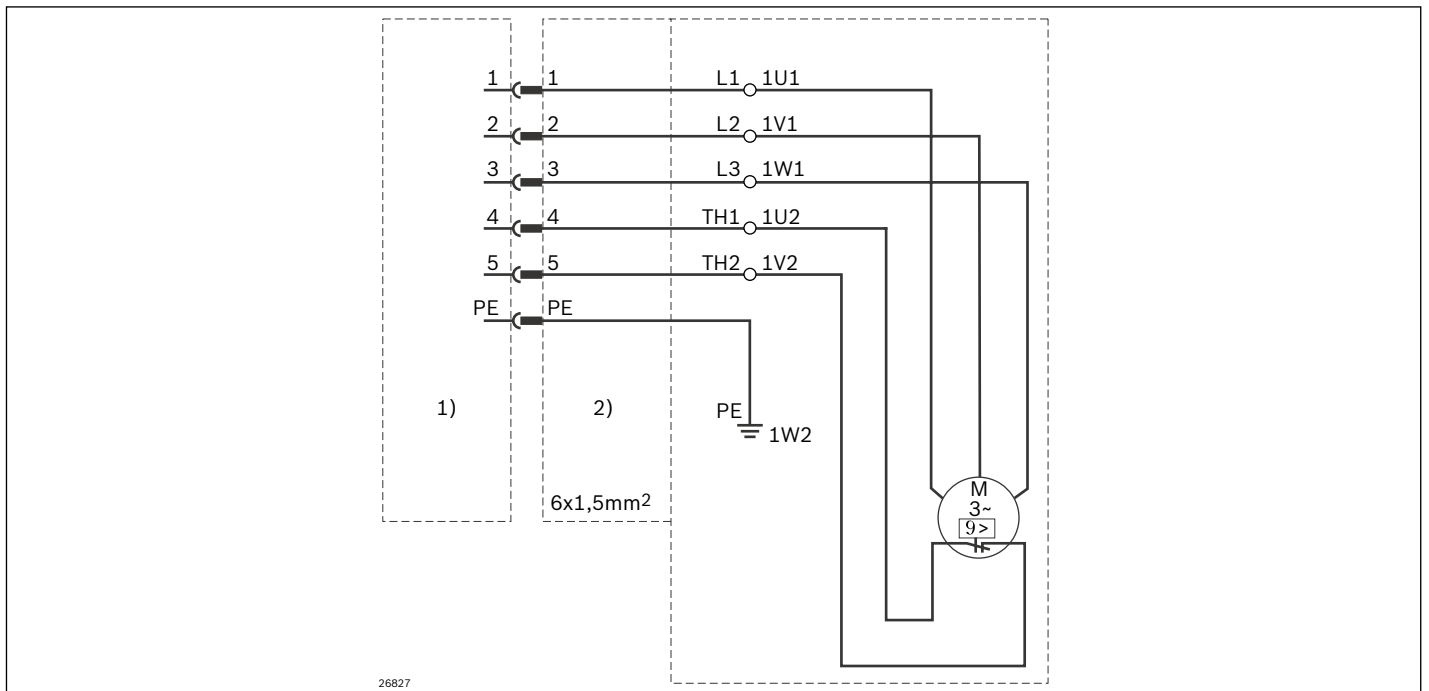 1 1 L1 1U1
2 2 L2 1V1
3 3 L3 1W1
4 4 TH1 1U2
5 5 TH2 1V2
PE PE
1) 2) PE
1W2
6x1,5mm2
M
3~
9>
26827